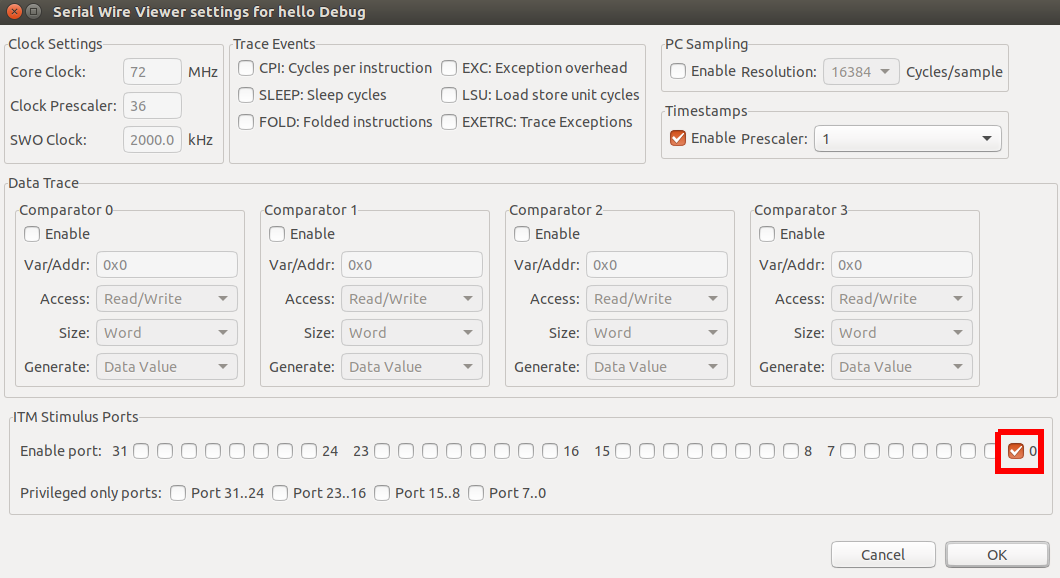 Serial Wire Viewer settings for hello Debug
Clock Settings
Core Clock: 72 MHz
Clock Prescaler: 36
SWO Clock: 2000.0 kHz
Trace Events
CPI: Cycles per instruction EXC: Exception overhead
SLEEP: Sleep cycles LSU: Load store unit cycles
FOLD: Folded instructions EXETRC: Trace Exceptions
PC Sampling
Enable Resolution: 16384 Cycles/sample
Timestamps
Enable Prescaler: 1
Data Trace
Comparator 0
Enable
Var/Addr: 0x0
Access: Read/Write
Size: Word
Generate: Data Value
Comparator 1
Enable
Var/Addr: 0x0
Access: Read/Write
Size: Word
Generate: Data Value
Comparator 2
Enable
Var/Addr: 0x0
Access: Read/Write
Size: Word
Generate: Data Value
Comparator 3
Enable
Var/Addr: 0x0
Access: Read/Write
Size: Word
Generate: Data Value
ITM Stimulus Ports
Enable port: 31 24 23 16 15 8 7 0
Privileged only ports: Port 31..24 Port 23..16 Port 15..8 Port 7..0
Cancel OK